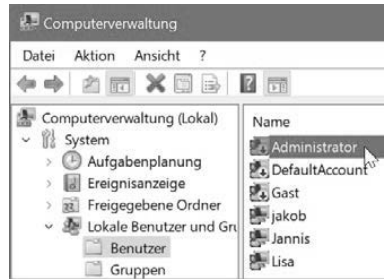 Computerverwaltung
Datei Aktion Ansicht ?
Computerverwaltung (Lokal)
System
Aufgabenplanung
Ereignisanzeige
Freigegebene Ordner
Lokale Benutzer und Gru
Benutzer
Gruppen
Name
Administrator
DefaultAccount
Gast
jakob
Jannis
Lisa